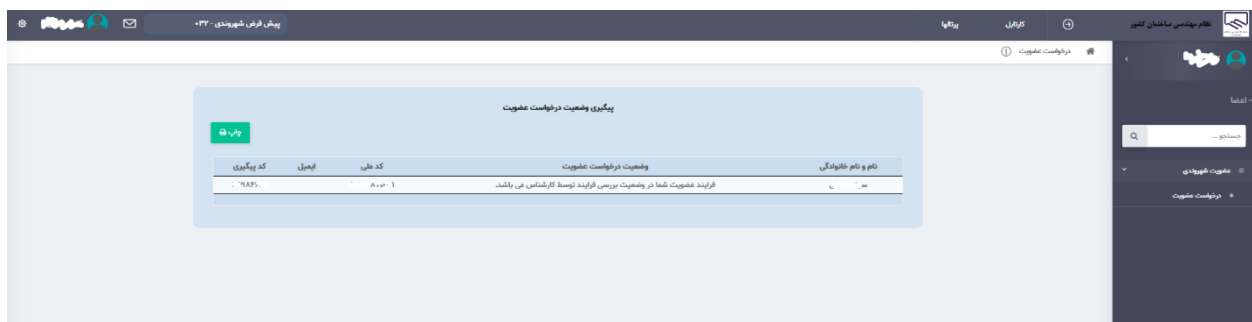 نظام مهندسی ساختمان کشور
کارتابل
پرتالها
پیش فرض شهروندی - ۰۳۲
درخواست عضویت
اعضا -
جستجو ...
عضویت شهروندی
درخواست عضویت
پیگیری وضعیت درخواست عضویت
چاپ
نام و نام خانوادگی وضعیت درخواست عضویت کد ملی ایمیل کد پیگیری
فرایند عضویت شما در وضعیت بررسی فرایند توسط کارشناس می باشد.